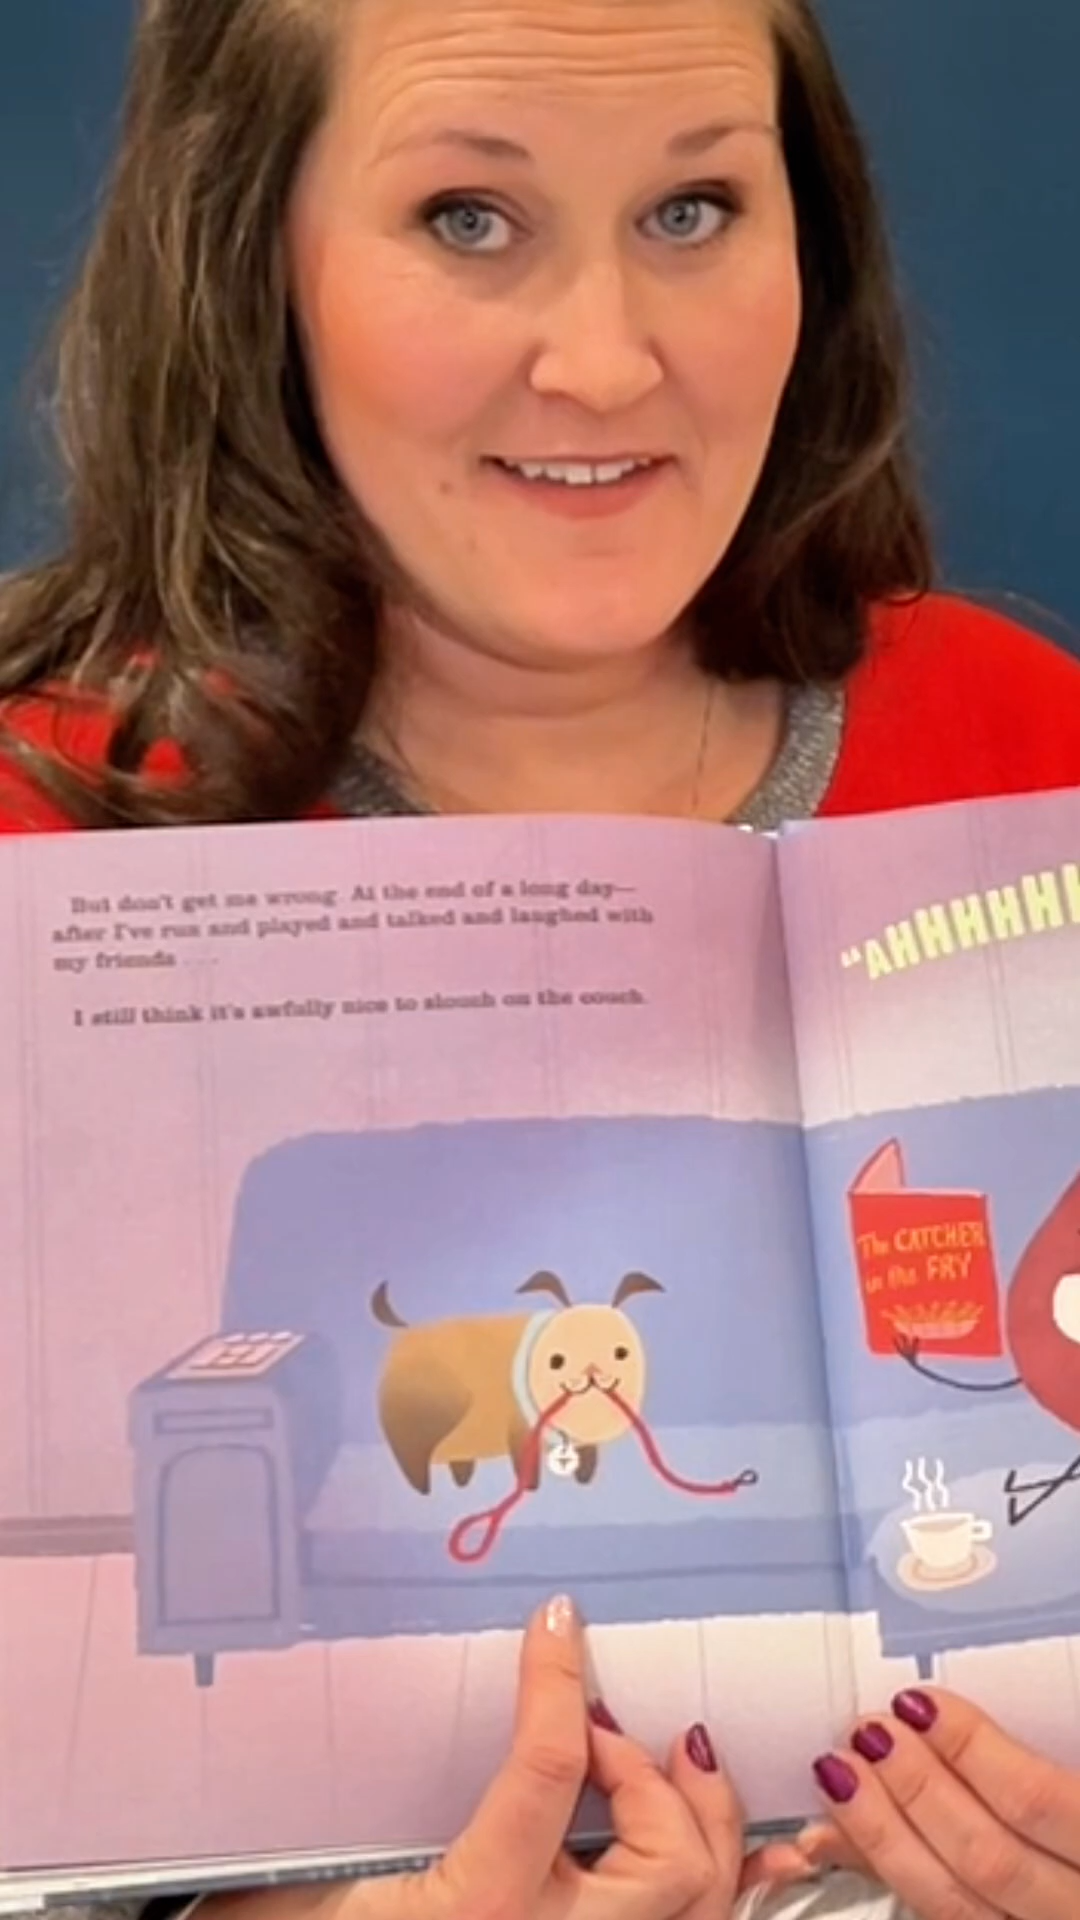 But don't get me wrong. At the end of a long day—
after I've run and played and talked and laughed with
my friends . . .
I still think it's awfully nice to slouch on the couch.
"AHHHHHH
The CATCHER
in the FRY